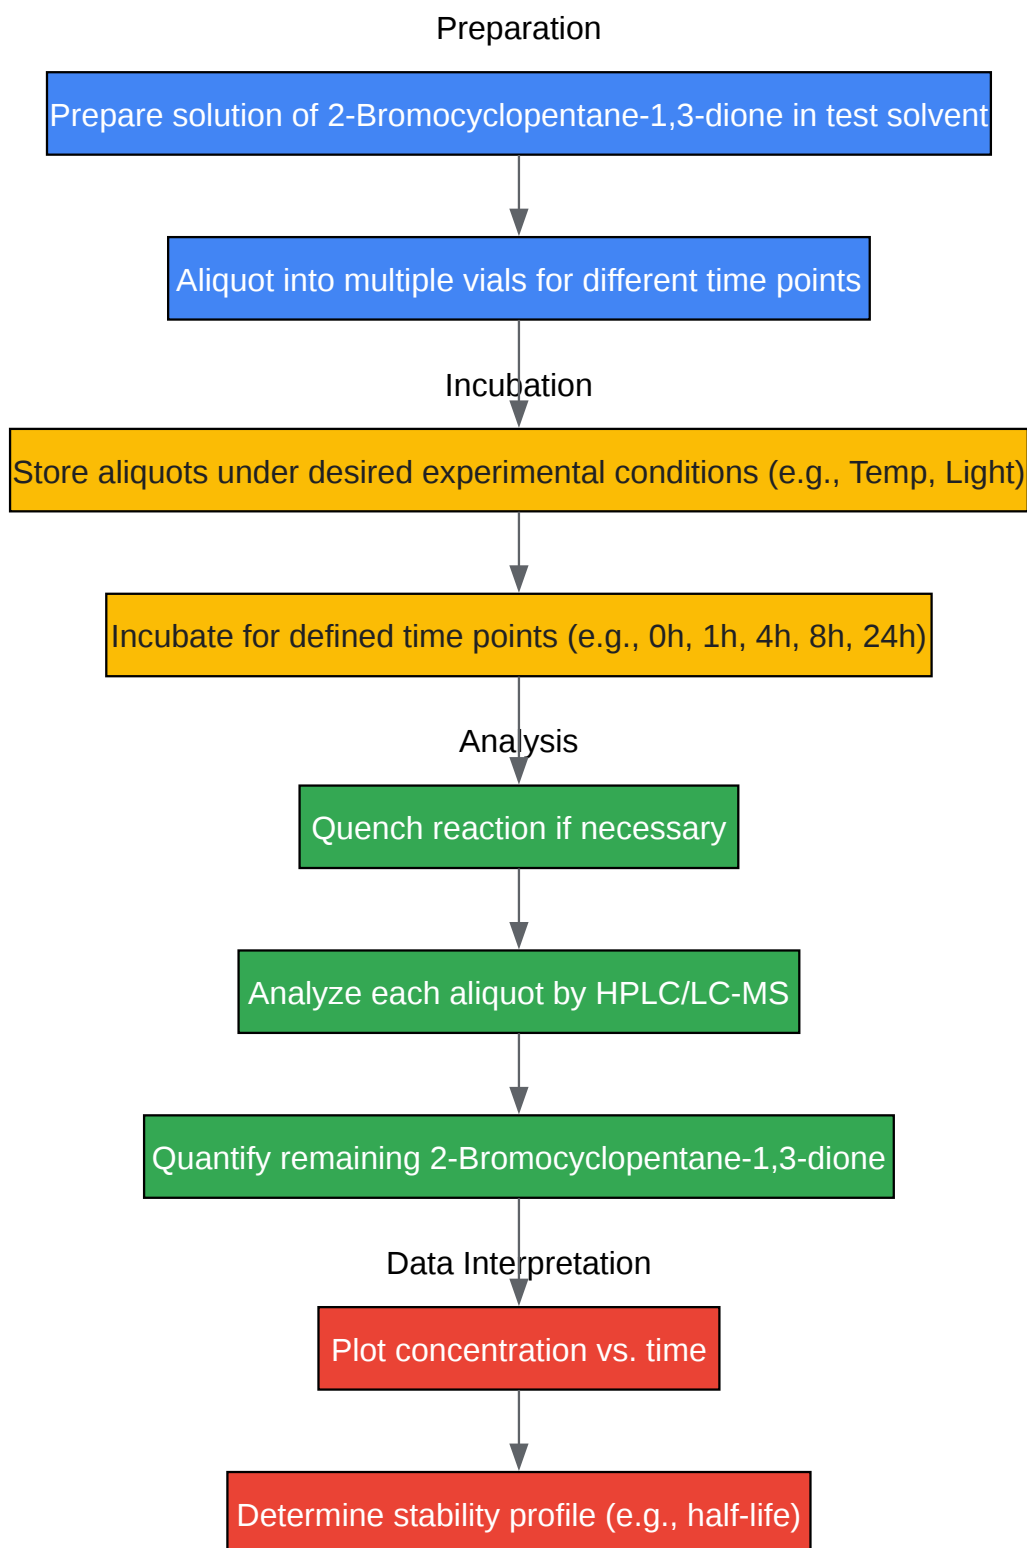 Preparation
Prepare solution of 2-Bromocyclopentane-1,3-dione in test solvent
Aliquot into multiple vials for different time points
Incubation
Store aliquots under desired experimental conditions (e.g., Temp, Light)
Incubate for defined time points (e.g., 0h, 1h, 4h, 8h, 24h)
Analysis
Quench reaction if necessary
Analyze each aliquot by HPLC/LC-MS
Quantify remaining 2-Bromocyclopentane-1,3-dione
Data Interpretation
Plot concentration vs. time
Determine stability profile (e.g., half-life)